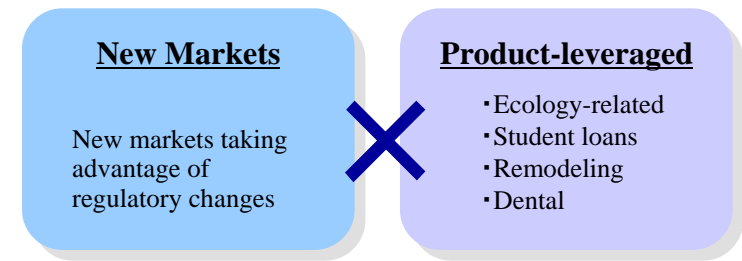 New Markets
New markets taking
advantage of
regulatory changes
Product-leveraged
・Ecology-related
・Student loans
・Remodeling
・Dental